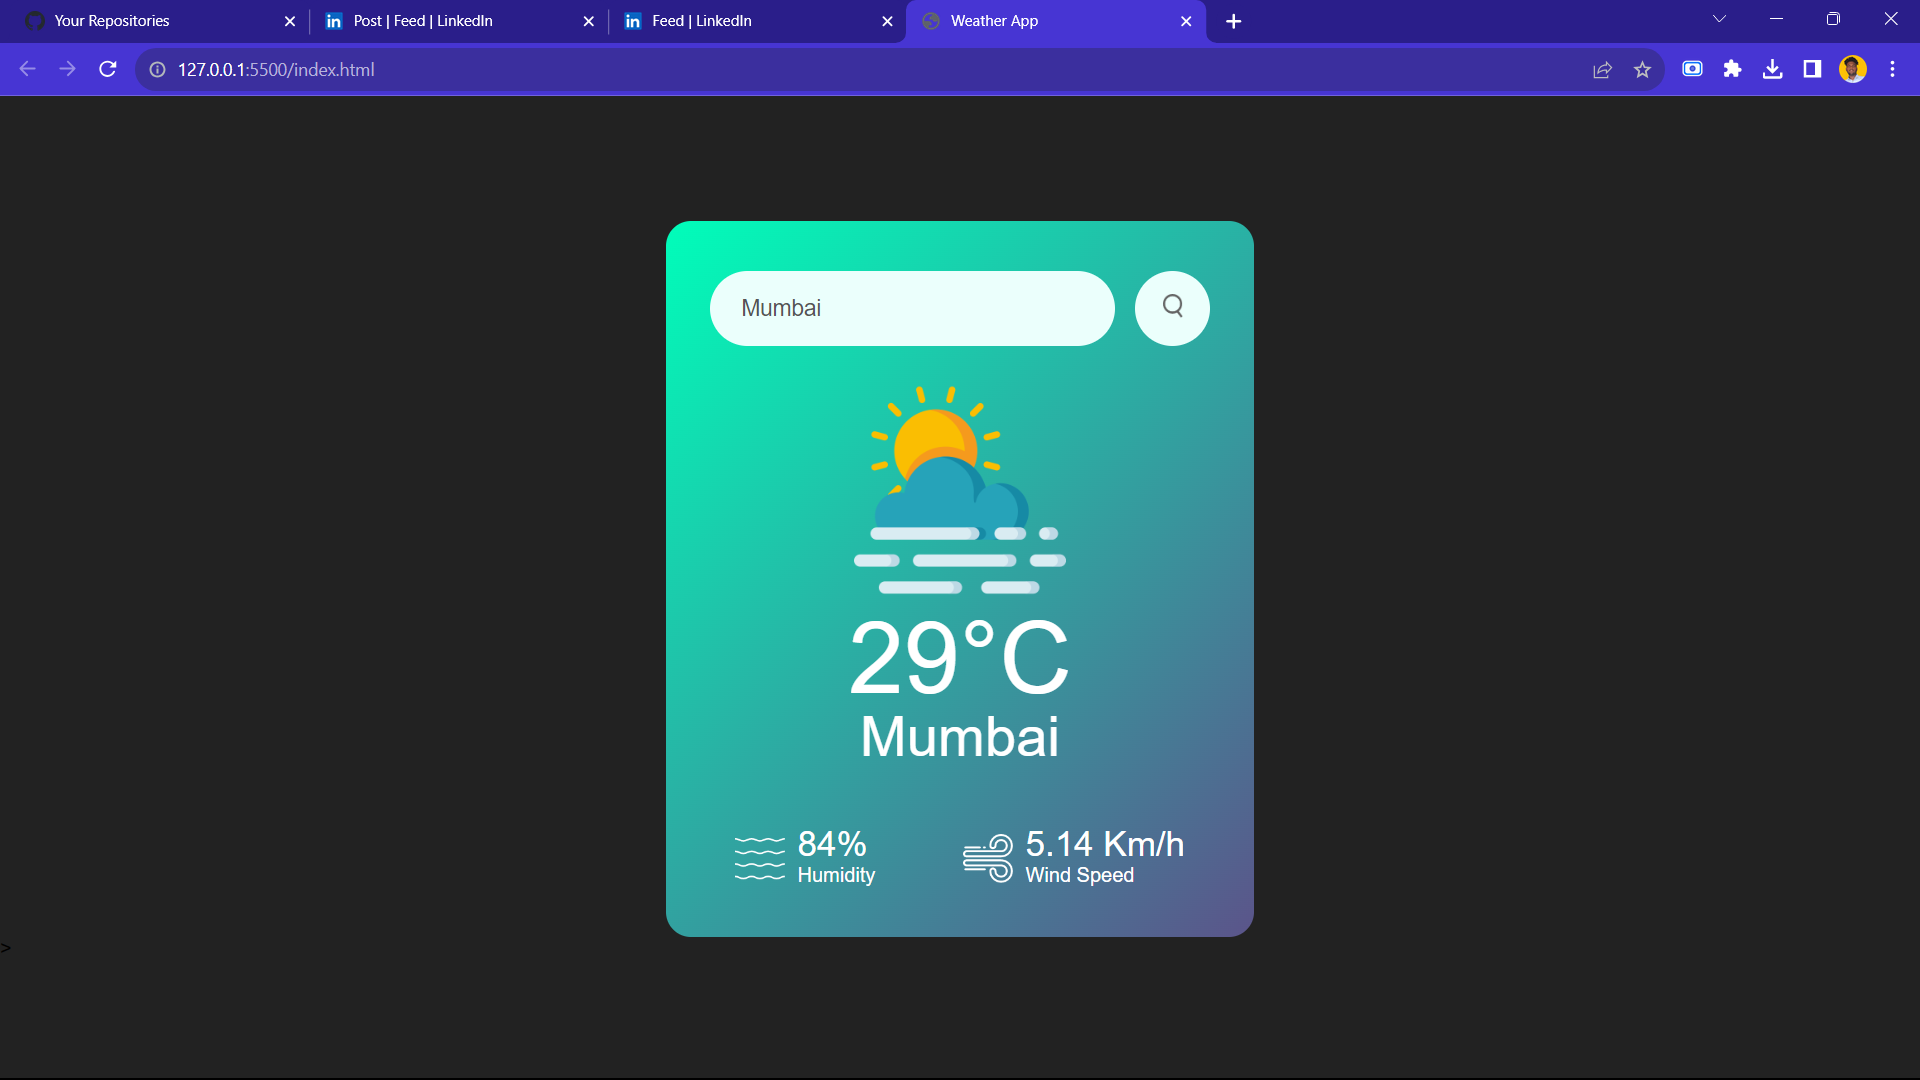 Your Repositories
Post | Feed | LinkedIn
Feed | LinkedIn
Weather App
127.0.0.1:5500/index.html
Mumbai
29°C
Mumbai
84%
Humidity
5.14 Km/h
Wind Speed
>